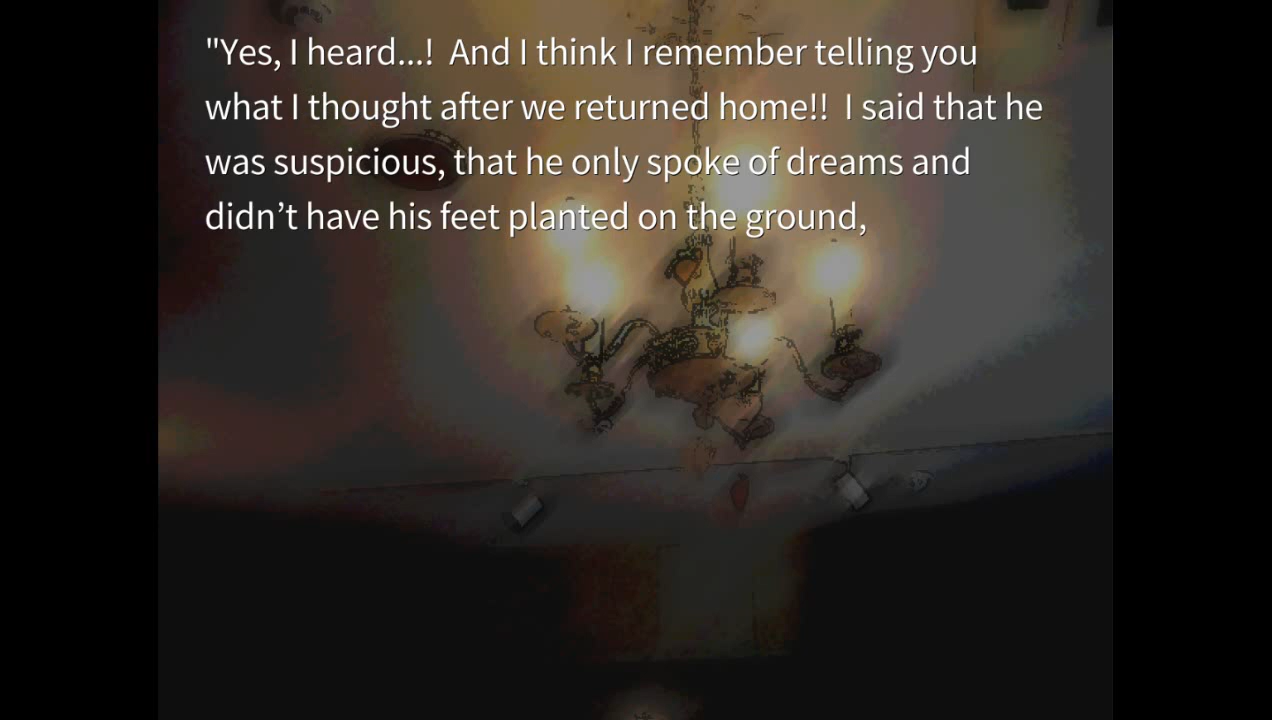 "Yes, I heard...!  And I think I remember telling you
what I thought after we returned home!!  I said that he
was suspicious, that he only spoke of dreams and
didn’t have his feet planted on the ground,